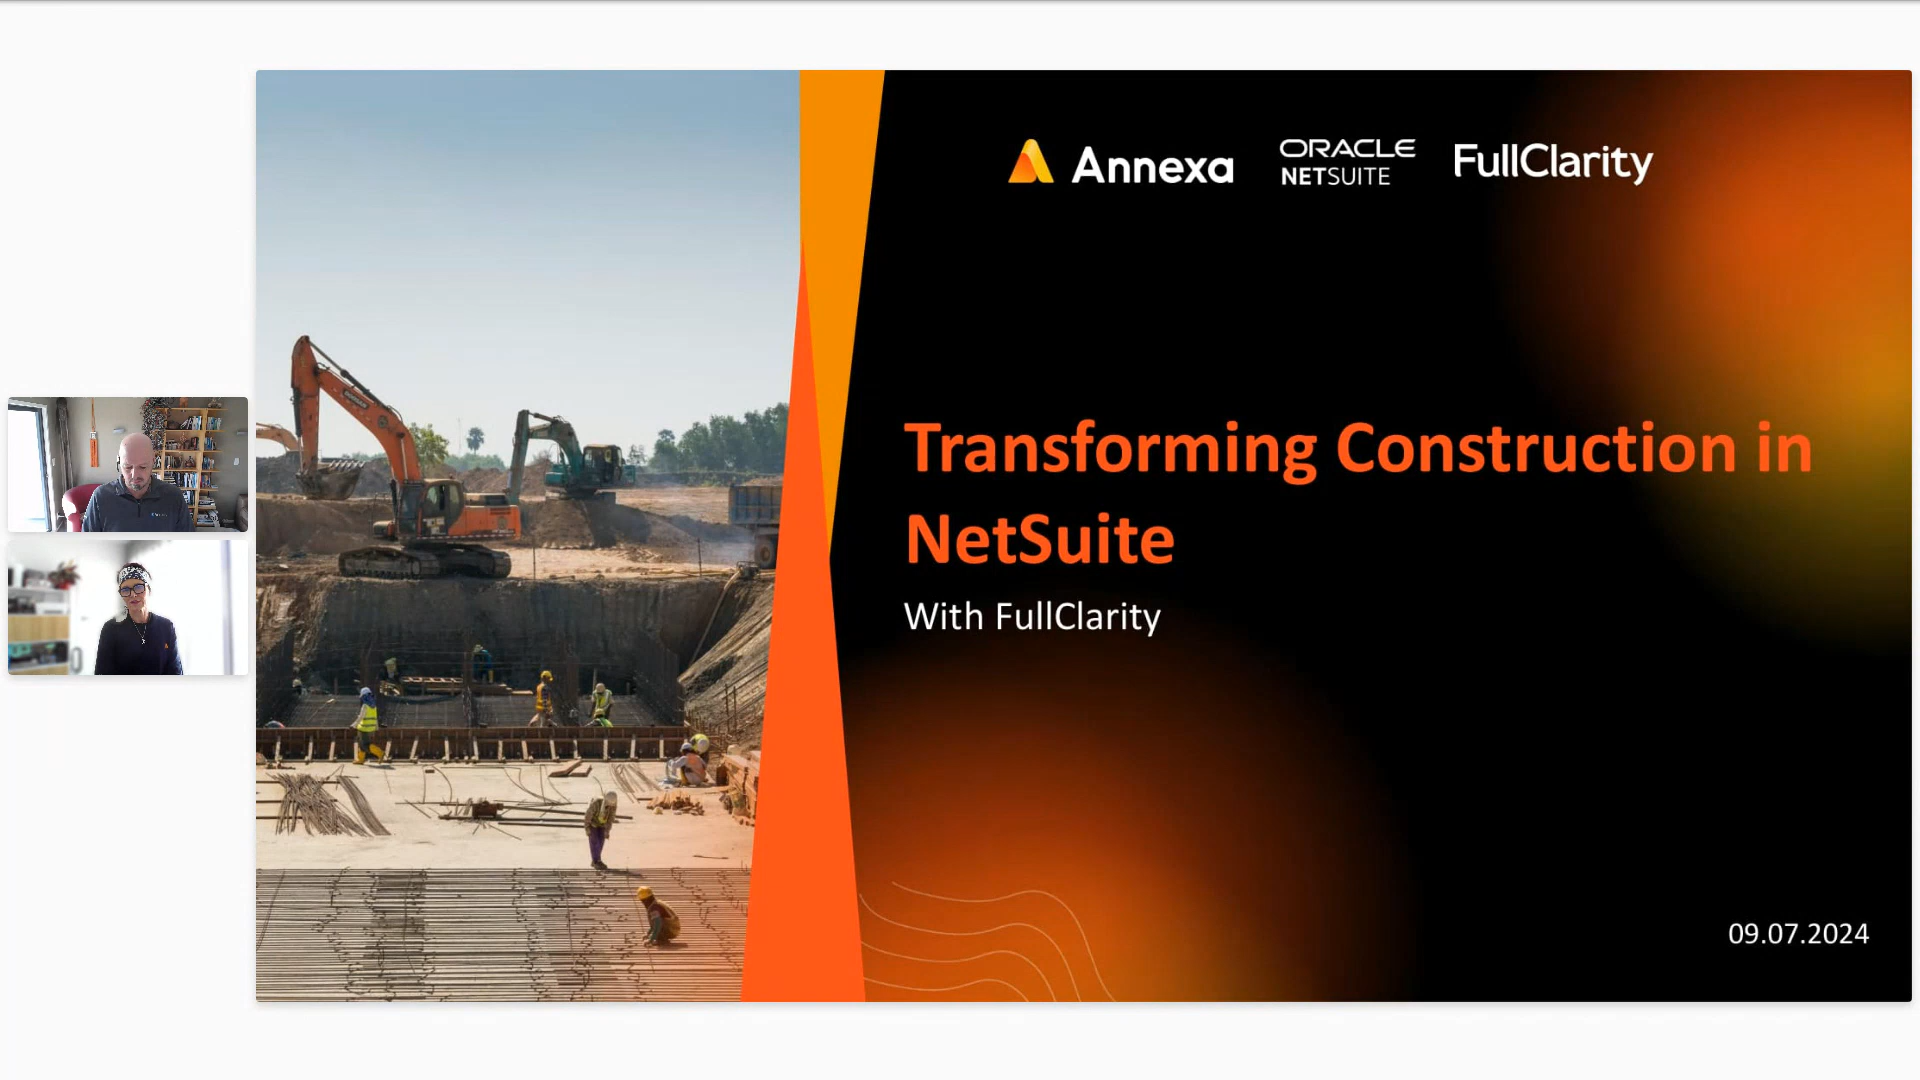 Annexa
ORACLE
NETSUITE
FullClarity
Transforming Construction in
NetSuite
With FullClarity
09.07.2024